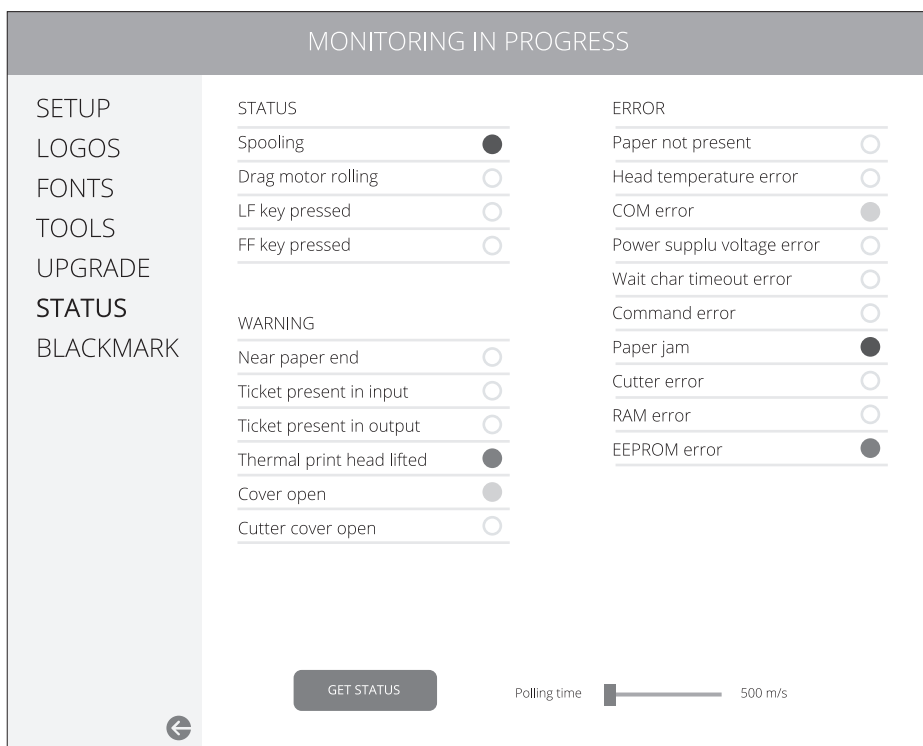 MONITORING IN PROGRESS
SETUP
LOGOS
FONTS
TOOLS
UPGRADE
STATUS
BLACKMARK
STATUS
Spooling
Drag motor rolling
LF key pressed
FF key pressed
WARNING
Near paper end
Ticket present in input
Ticket present in output
Thermal print head lifted
Cover open
Cutter cover open
ERROR
Paper not present
Head temperature error
COM error
Power supplu voltage error
Wait char timeout error
Command error
Paper jam
Cutter error
RAM error
EEPROM error
GET STATUS
Polling time
500 m/s